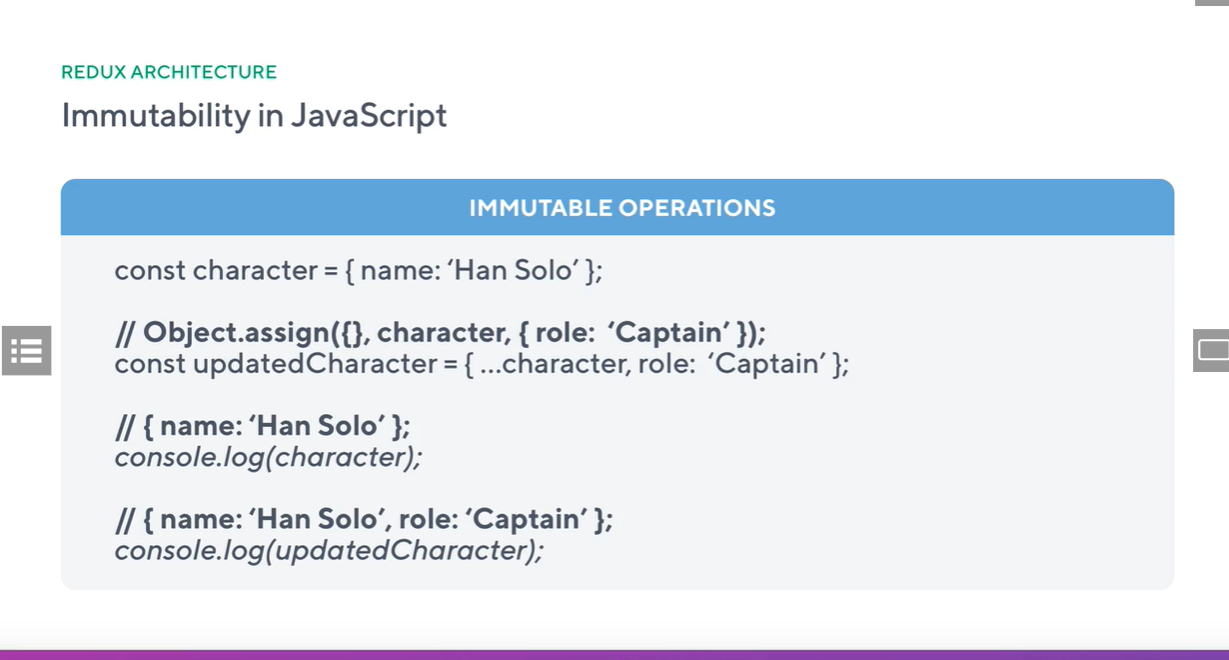 REDUX ARCHITECTURE
Immutability in JavaScript
IMMUTABLE OPERATIONS
const character = { name: ‘Han Solo’ };
// Object.assign({}, character, { role:  ‘Captain’ });
const updatedCharacter = { ...character, role:  ‘Captain’ };
// { name: ‘Han Solo’ };
console.log(character);
// { name: ‘Han Solo’, role: ‘Captain’ };
console.log(updatedCharacter);